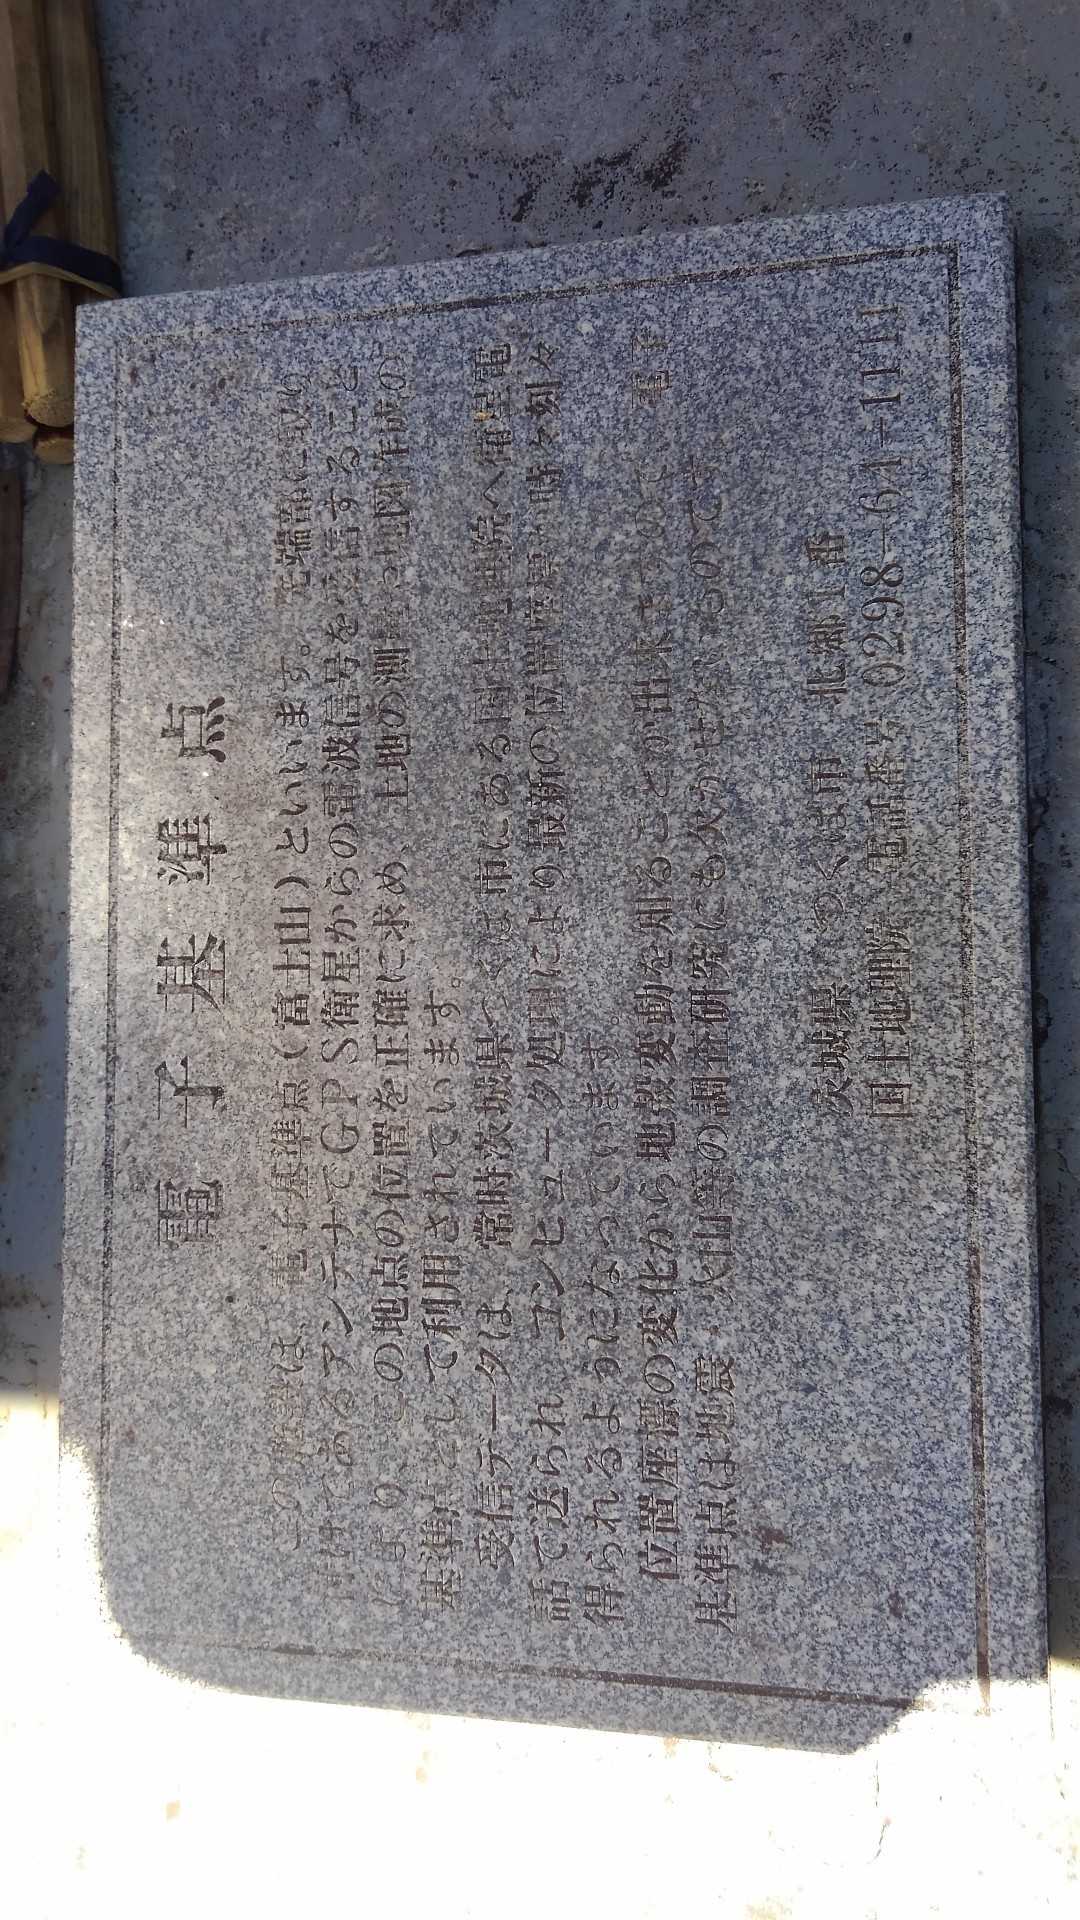 電子基準点
この施設は、電子基準点(富士山)といいます。先端部に取り
付けてあるアンテナでGPS衛星からの電波信号を受信すること
により、この地点の位置を正確に求め、土地の測量や地図作成の
基準点として利用されています。
受信データは、常時茨城県つくば市にある国土地理院へ衛星電
話で送られ、コンピュータ処理により最新の位置座標が時々刻々
得られるようになっています。
位置座標の変化から地殻変動を知ることが出来ますので、電子
基準点は地震・火山等の調査研究にも欠かせないものです。
茨城県つくば市 北郷1番
国土地理院 電話番号 0298-64-1111